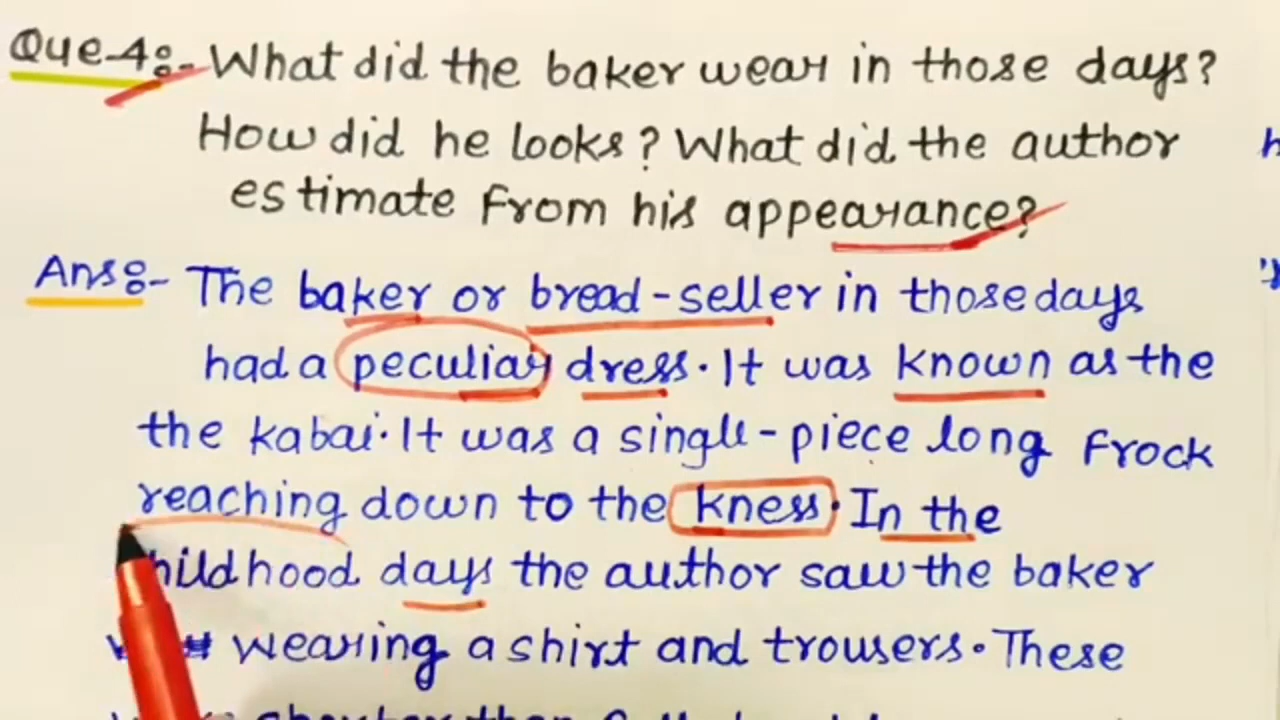 Que-4:- What did the baker wear in those days?
How did he looks? What did the author
estimate from his appearance?
Ans:- The baker or bread-seller in those days
had a peculiar dress. It was known as the
the kabai. It was a single-piece long frock
reaching down to the kness. In the
hildhood days the author saw the baker
wearing a shirt and trousers. These
shorter than